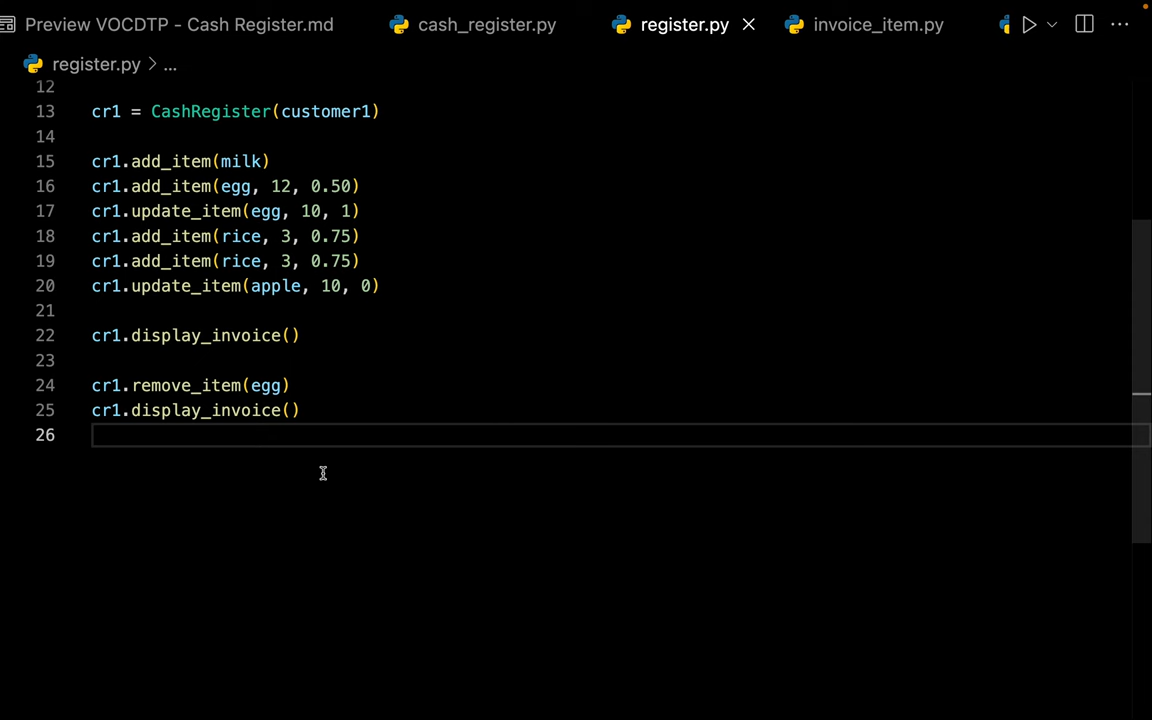 Preview VOCDTP - Cash Register.md cash_register.py register.py invoice_item.py
register.py > ...
12
13 cr1 = CashRegister(customer1)
14
15 cr1.add_item(milk)
16 cr1.add_item(egg, 12, 0.50)
17 cr1.update_item(egg, 10, 1)
18 cr1.add_item(rice, 3, 0.75)
19 cr1.add_item(rice, 3, 0.75)
20 cr1.update_item(apple, 10, 0)
21
22 cr1.display_invoice()
23
24 cr1.remove_item(egg)
25 cr1.display_invoice()
26